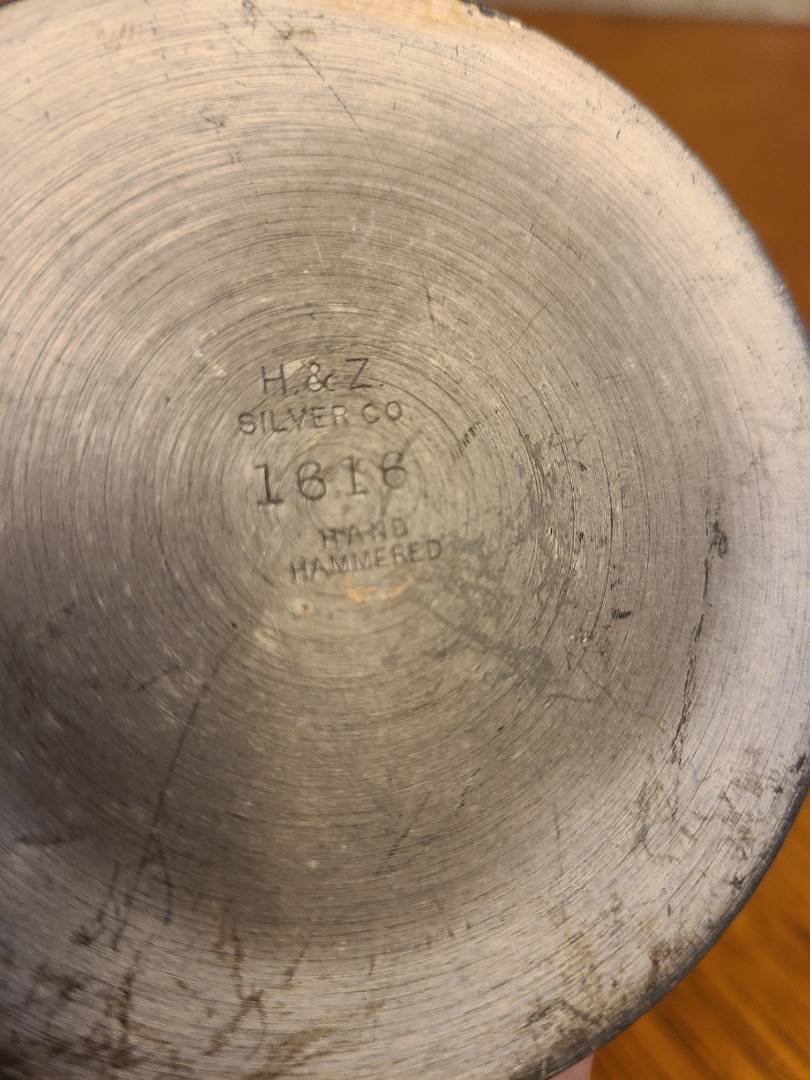 H. & Z.
SILVER CO.
1616
HAND
HAMMERED